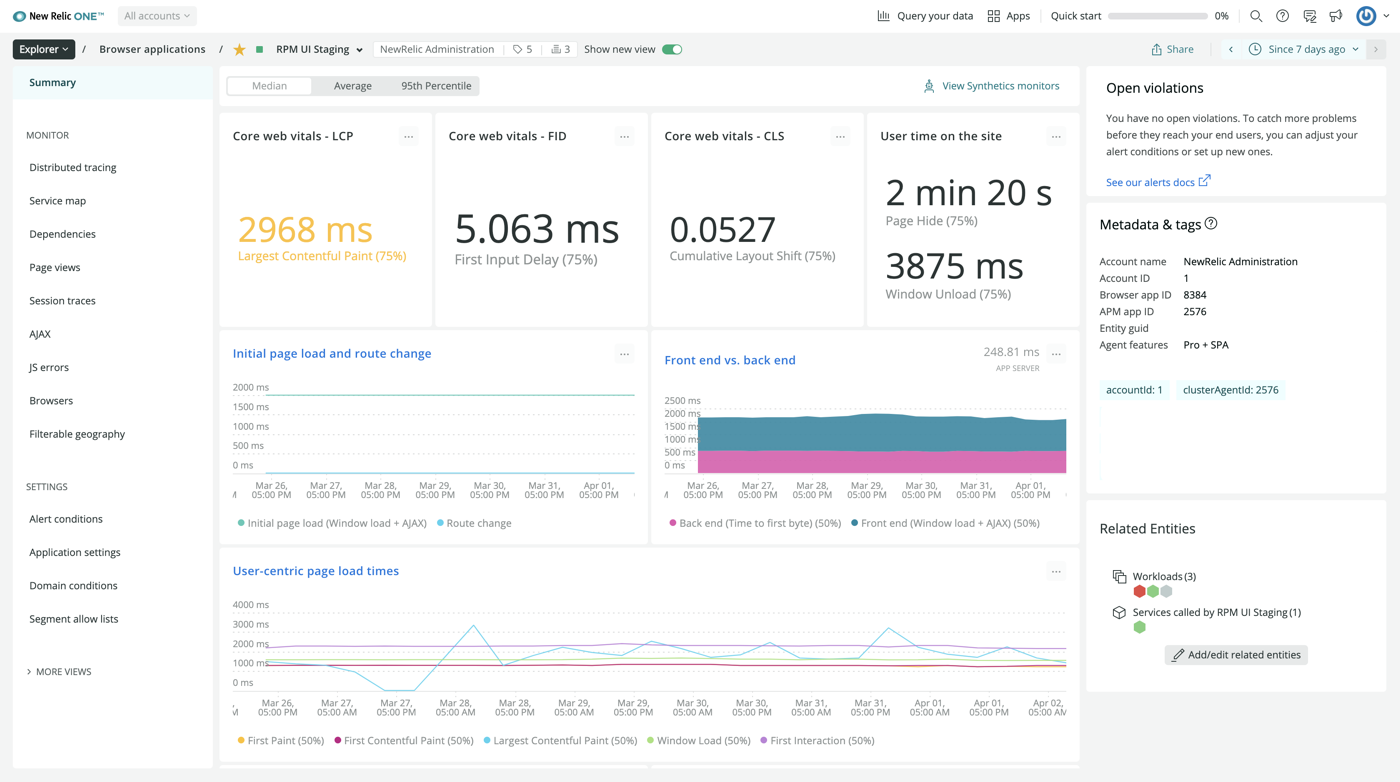 New Relic ONE™
All accounts
Query your data
Apps
Quick start
0%
Explorer
/
Browser applications
/
RPM UI Staging
NewRelic Administration
5
3
Show new view
Share
Since 7 days ago
Summary
MONITOR
Distributed tracing
Service map
Dependencies
Page views
Session traces
AJAX
JS errors
Browsers
Filterable geography
SETTINGS
Alert conditions
Application settings
Domain conditions
Segment allow lists
MORE VIEWS
Median
Average
95th Percentile
View Synthetics monitors
Core web vitals - LCP
...
2968 ms
Largest Contentful Paint (75%)
Core web vitals - FID
...
5.063 ms
First Input Delay (75%)
Core web vitals - CLS
...
0.0527
Cumulative Layout Shift (75%)
User time on the site
...
2 min 20 s
Page Hide (75%)
3875 ms
Window Unload (75%)
Initial page load and route change
...
2000 ms
1500 ms
1000 ms
500 ms
0 ms
Mar 26, 05:00 PM
Mar 27, 05:00 PM
Mar 28, 05:00 PM
Mar 29, 05:00 PM
Mar 30, 05:00 PM
Mar 31, 05:00 PM
Apr 01, 05:00 PM
Initial page load (Window load + AJAX)
Route change
Front end vs. back end
248.81 ms
APP SERVER
...
2500 ms
2000 ms
1500 ms
1000 ms
500 ms
0 ms
Mar 26, 05:00 PM
Mar 27, 05:00 PM
Mar 28, 05:00 PM
Mar 29, 05:00 PM
Mar 30, 05:00 PM
Mar 31, 05:00 PM
Apr 01, 05:00 PM
Back end (Time to first byte) (50%)
Front end (Window load + AJAX) (50%)
User-centric page load times
...
4000 ms
3000 ms
2000 ms
1000 ms
0 ms
Mar 26, 05:00 PM
Mar 27, 05:00 AM
Mar 27, 05:00 PM
Mar 28, 05:00 AM
Mar 28, 05:00 PM
Mar 29, 05:00 AM
Mar 29, 05:00 PM
Mar 30, 05:00 AM
Mar 30, 05:00 PM
Mar 31, 05:00 AM
Mar 31, 05:00 PM
Apr 01, 05:00 AM
Apr 01, 05:00 PM
Apr 02, 05:00 AM
First Paint (50%)
First Contentful Paint (50%)
Largest Contentful Paint (50%)
Window Load (50%)
First Interaction (50%)
Open violations
You have no open violations. To catch more problems
before they reach your end users, you can adjust your
alert conditions or set up new ones.
See our alerts docs
Metadata & tags
Account name NewRelic Administration
Account ID 1
Browser app ID 8384
APM app ID 2576
Entity guid
Agent features Pro + SPA
accountId: 1
clusterAgentId: 2576
Related Entities
Workloads (3)
Services called by RPM UI Staging (1)
Add/edit related entities